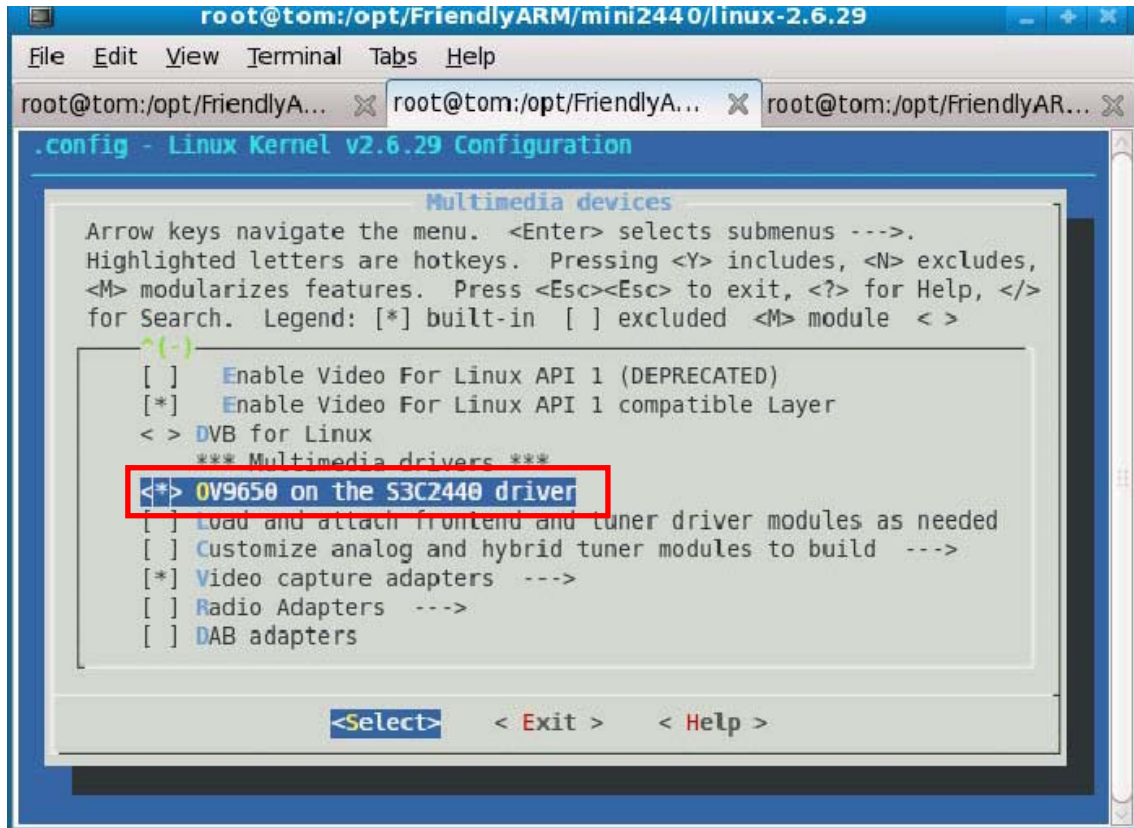 root@tom:/opt/FriendlyARM/mini2440/linux-2.6.29
File Edit View Terminal Tabs Help
root@tom:/opt/FriendlyA... root@tom:/opt/FriendlyA... root@tom:/opt/FriendlyAR...
.config - Linux Kernel v2.6.29 Configuration
Multimedia devices
Arrow keys navigate the menu. <Enter> selects submenus --->.
Highlighted letters are hotkeys. Pressing <Y> includes, <N> excludes,
<M> modularizes features. Press <Esc><Esc> to exit, <?> for Help, </>
for Search. Legend: [*] built-in [ ] excluded <M> module < >
^(-)
[ ] Enable Video For Linux API 1 (DEPRECATED)
[*] Enable Video For Linux API 1 compatible Layer
< > DVB for Linux
*** Multimedia drivers ***
<*> OV9650 on the S3C2440 driver
[ ] Load and attach frontend and tuner driver modules as needed
[ ] Customize analog and hybrid tuner modules to build --->
[*] Video capture adapters --->
[ ] Radio Adapters --->
[ ] DAB adapters
<Select> < Exit > < Help >